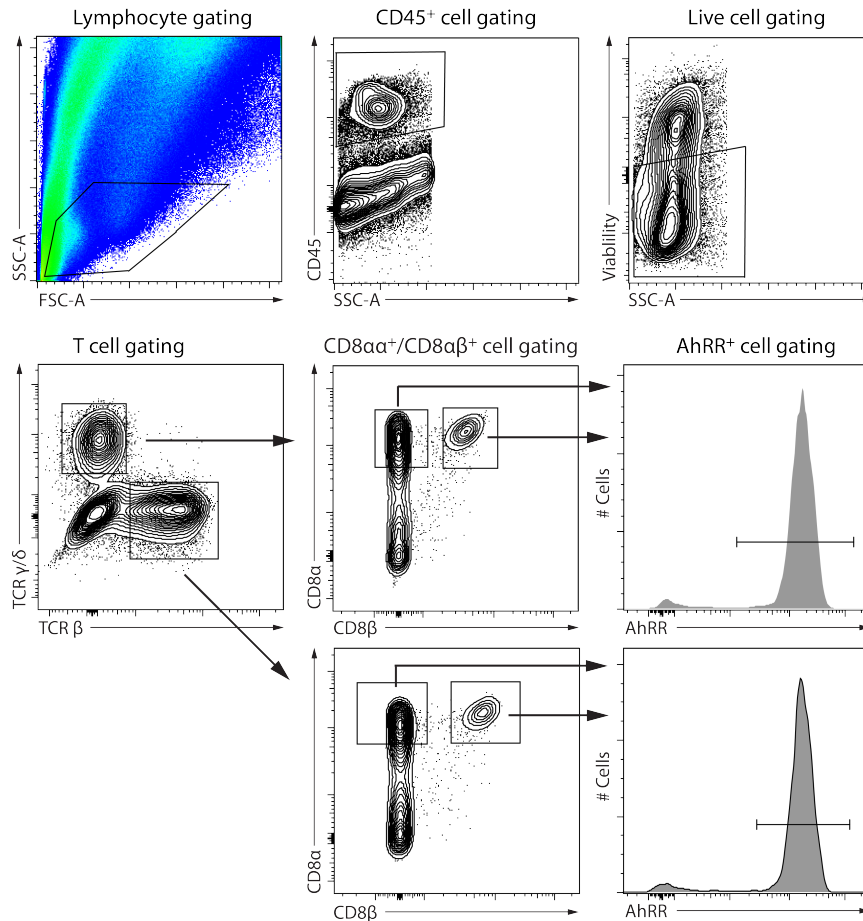 Lymphocyte gating
CD45⁺ cell gating
Live cell gating
SSC-A
FSC-A
CD45
SSC-A
Viablility
SSC-A
T cell gating
CD8αα⁺/CD8αβ⁺ cell gating
AhRR⁺ cell gating
TCR γ/δ
TCR β
CD8α
CD8β
# Cells
AhRR
CD8α
CD8β
# Cells
AhRR